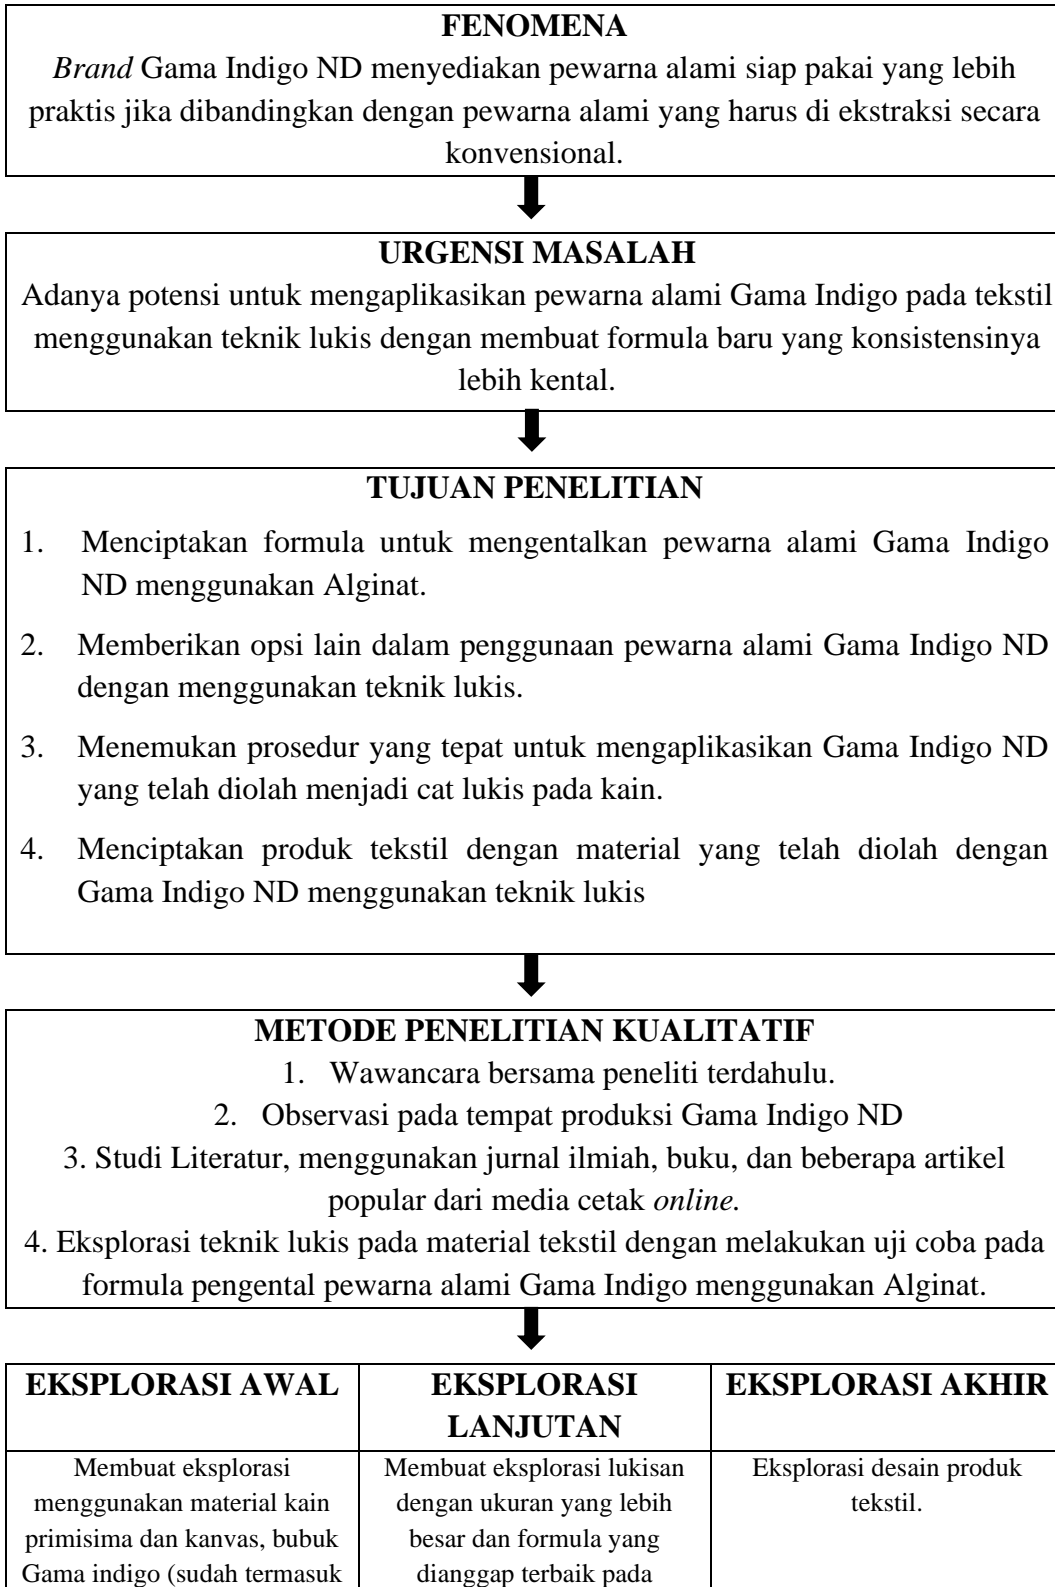 FENOMENA
Brand Gama Indigo ND menyediakan pewarna alami siap pakai yang lebih
praktis jika dibandingkan dengan pewarna alami yang harus di ekstraksi secara
konvensional.
URGENSI MASALAH
Adanya potensi untuk mengaplikasikan pewarna alami Gama Indigo pada tekstil
menggunakan teknik lukis dengan membuat formula baru yang konsistensinya
lebih kental.
TUJUAN PENELITIAN
1. Menciptakan formula untuk mengentalkan pewarna alami Gama Indigo
ND menggunakan Alginat.
2. Memberikan opsi lain dalam penggunaan pewarna alami Gama Indigo ND
dengan menggunakan teknik lukis.
3. Menemukan prosedur yang tepat untuk mengaplikasikan Gama Indigo ND
yang telah diolah menjadi cat lukis pada kain.
4. Menciptakan produk tekstil dengan material yang telah diolah dengan
Gama Indigo ND menggunakan teknik lukis
METODE PENELITIAN KUALITATIF
1. Wawancara bersama peneliti terdahulu.
2. Observasi pada tempat produksi Gama Indigo ND
3. Studi Literatur, menggunakan jurnal ilmiah, buku, dan beberapa artikel
popular dari media cetak online.
4. Eksplorasi teknik lukis pada material tekstil dengan melakukan uji coba pada
formula pengental pewarna alami Gama Indigo menggunakan Alginat.
EKSPLORASI AWAL
Membuat eksplorasi
menggunakan material kain
primisima dan kanvas, bubuk
Gama indigo (sudah termasuk
EKSPLORASI
LANJUTAN
Membuat eksplorasi lukisan
dengan ukuran yang lebih
besar dan formula yang
dianggap terbaik pada
EKSPLORASI AKHIR
Eksplorasi desain produk
tekstil.